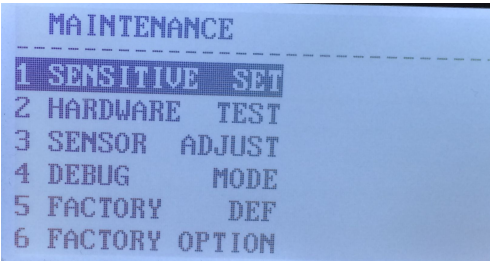 MAINTENANCE
1 SENSITIVE SET
2 HARDWARE TEST
3 SENSOR ADJUST
4 DEBUG MODE
5 FACTORY DEF
6 FACTORY OPTION